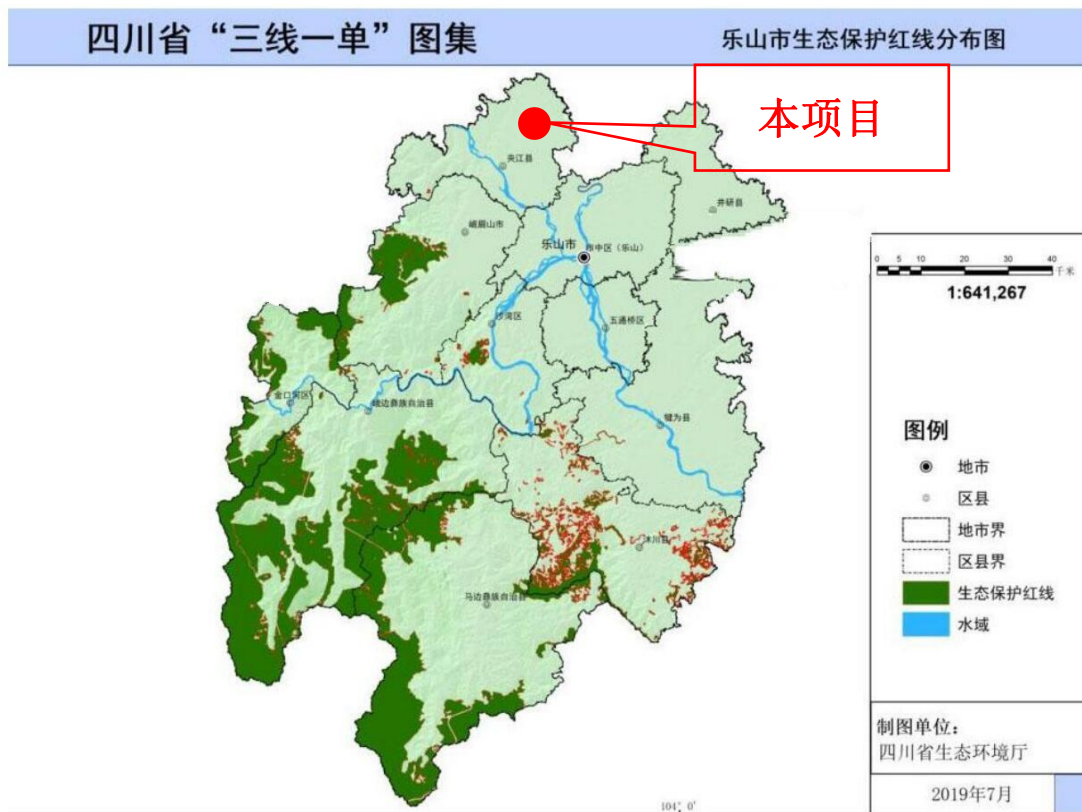 四川省“三线一单”图集
乐山市生态保护红线分布图
本项目
夹江县
井研县
峨眉山市
乐山市
市中区（乐山）
沙湾区
五通桥区
金口河区
峨边彝族自治县
犍为县
沐川县
马边彝族自治县
0 5 10 20 30 40
千米
1:641,267
图例
地市
区县
地市界
区县界
生态保护红线
水域
制图单位：
四川省生态环境厅
2019年7月
104° 0′